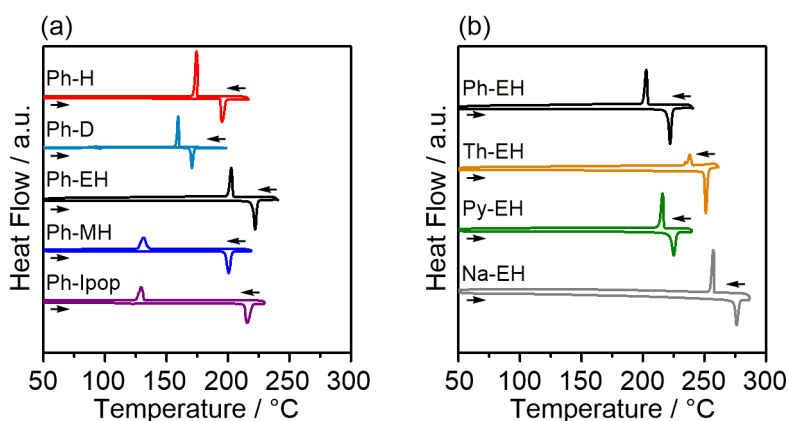 (a)
Ph-H
Ph-D
Ph-EH
Ph-MH
Ph-Ipop
Heat Flow / a.u.
50 100 150 200 250 300
Temperature / °C
(b)
Ph-EH
Th-EH
Py-EH
Na-EH
Heat Flow / a.u.
50 100 150 200 250 300
Temperature / °C